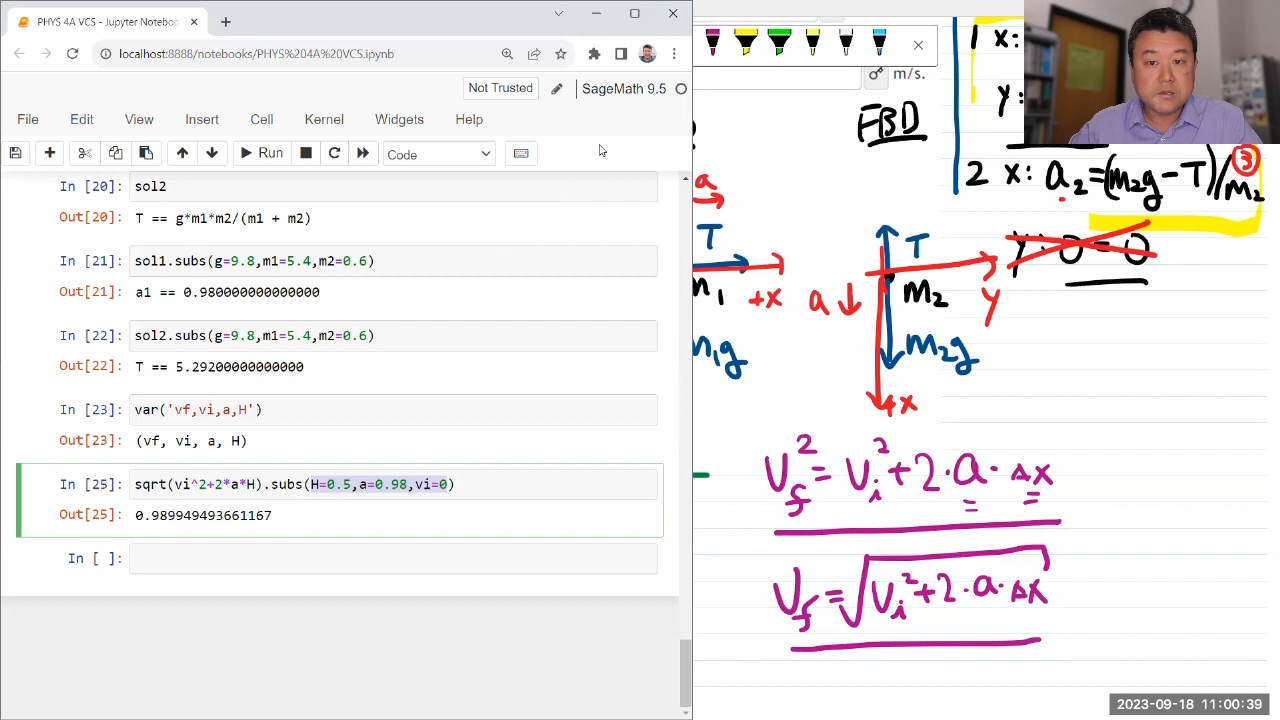 PHYS 4A VCS - Jupyter Notebook
localhost:8888/notebooks/PHYS%204A%20VCS.ipynb
Not Trusted
SageMath 9.5
File Edit View Insert Cell Kernel Widgets Help
Run
Code
In [20]: sol2
Out[20]: T == g*m1*m2/(m1 + m2)
In [21]: sol1.subs(g=9.8,m1=5.4,m2=0.6)
Out[21]: a1 == 0.980000000000000
In [22]: sol2.subs(g=9.8,m1=5.4,m2=0.6)
Out[22]: T == 5.29200000000000
In [23]: var('vf,vi,a,H')
Out[23]: (vf, vi, a, H)
In [25]: sqrt(vi^2+2*a*H).subs(H=0.5,a=0.98,vi=0)
Out[25]: 0.989949493661167
In [ ]:
m/s.
FBD
1 x:
y:
2 x: a₂ = (m₂g - T)/m₂ ③
y: 0 = 0
a
T
+x
m₁
m₁g
T
m₂
y
a
m₂g
+x
v_f² = v_i² + 2·a·Δx
v_f = √(v_i² + 2·a·Δx)
2023-09-18 11:00:39